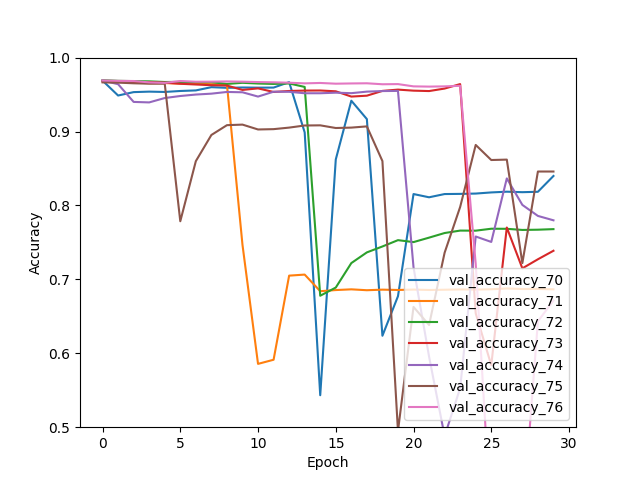 1.0
0.9
0.8
0.7
0.6
0.5
Accuracy
0
5
10
15
20
25
30
Epoch
val_accuracy_70
val_accuracy_71
val_accuracy_72
val_accuracy_73
val_accuracy_74
val_accuracy_75
val_accuracy_76